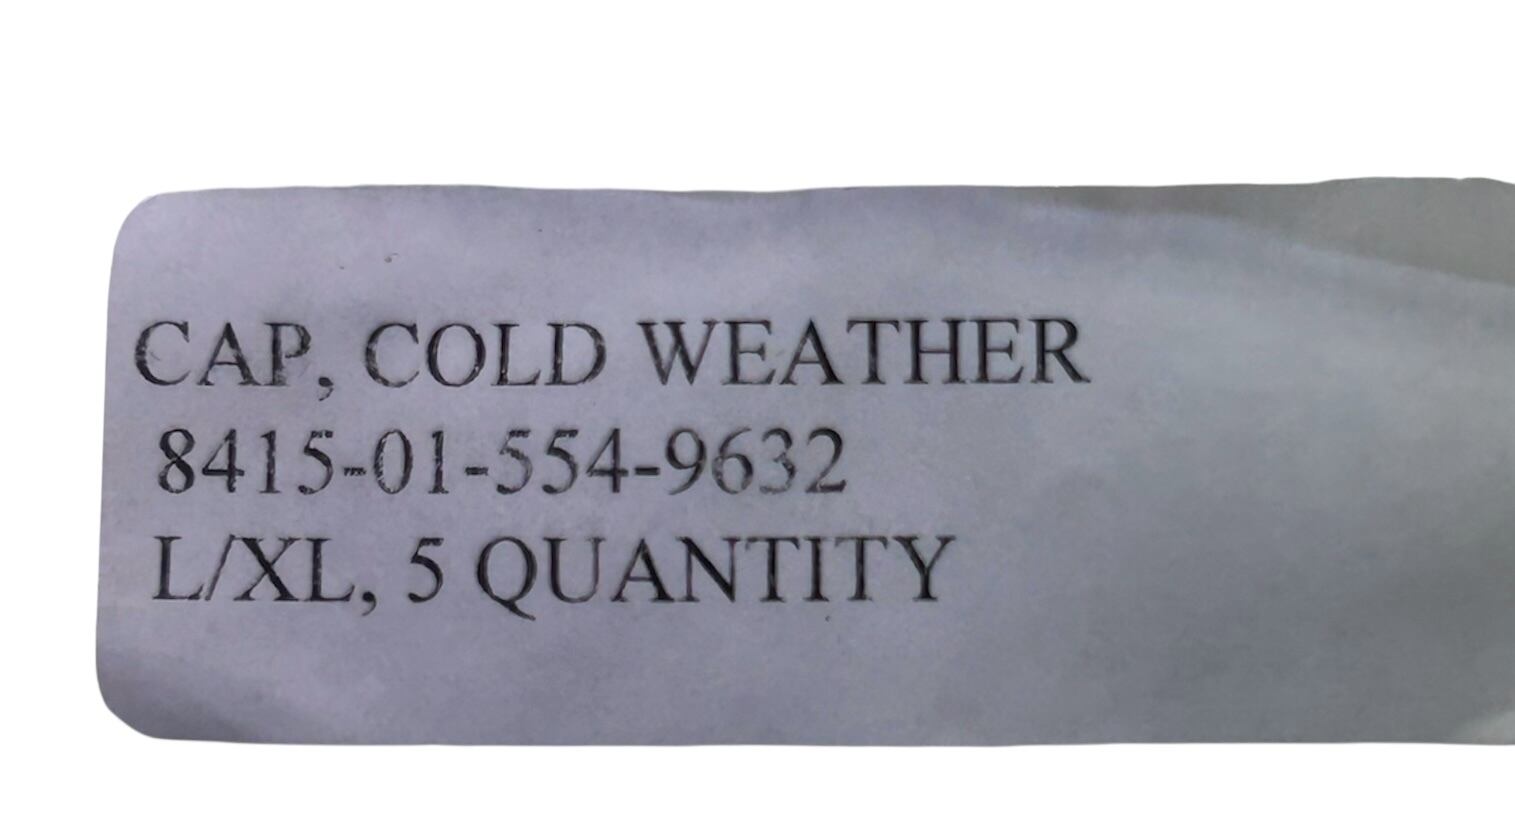 CAP, COLD WEATHER
8415-01-554-9632
L/XL, 5 QUANTITY